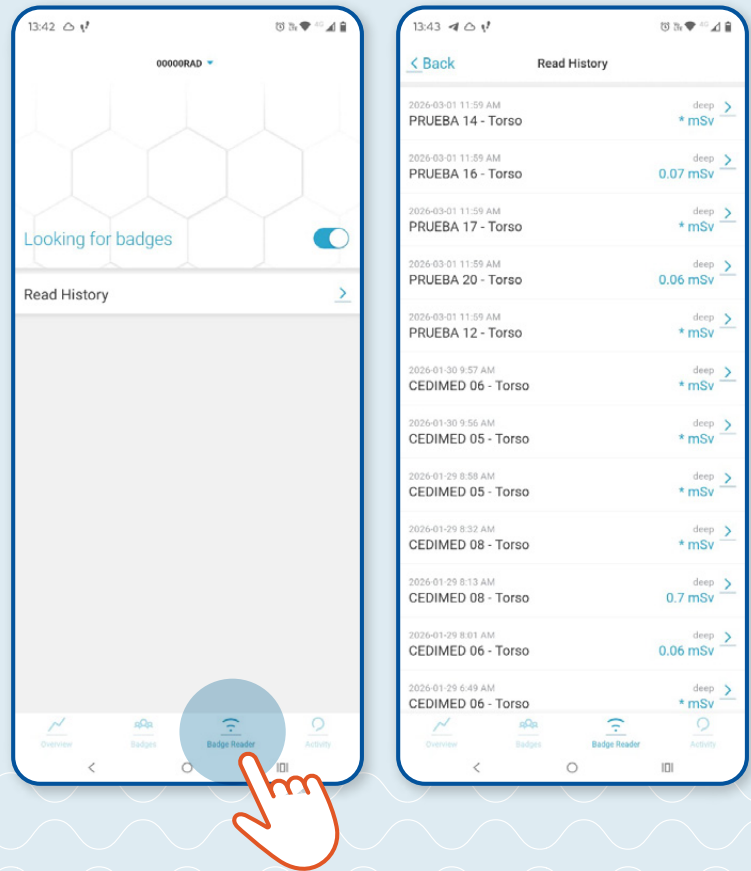 13:42
4G
00000RAD
Looking for badges
Read History
Overview
Badges
Badge Reader
Activity
13:43
4G
Back
Read History
2026-03-01 11:59 AM
deep
PRUEBA 14 - Torso
* mSv
2026-03-01 11:59 AM
deep
PRUEBA 16 - Torso
0.07 mSv
2026-03-01 11:59 AM
deep
PRUEBA 17 - Torso
* mSv
2026-03-01 11:59 AM
deep
PRUEBA 20 - Torso
0.06 mSv
2026-03-01 11:59 AM
deep
PRUEBA 12 - Torso
* mSv
2026-01-30 9:57 AM
deep
CEDIMED 06 - Torso
* mSv
2026-01-30 9:56 AM
deep
CEDIMED 05 - Torso
* mSv
2026-01-29 8:58 AM
deep
CEDIMED 05 - Torso
* mSv
2026-01-29 8:32 AM
deep
CEDIMED 08 - Torso
* mSv
2026-01-29 8:13 AM
deep
CEDIMED 08 - Torso
0.7 mSv
2026-01-29 8:01 AM
deep
CEDIMED 06 - Torso
0.06 mSv
2026-01-29 6:49 AM
deep
CEDIMED 06 - Torso
* mSv
Overview
Badges
Badge Reader
Activity